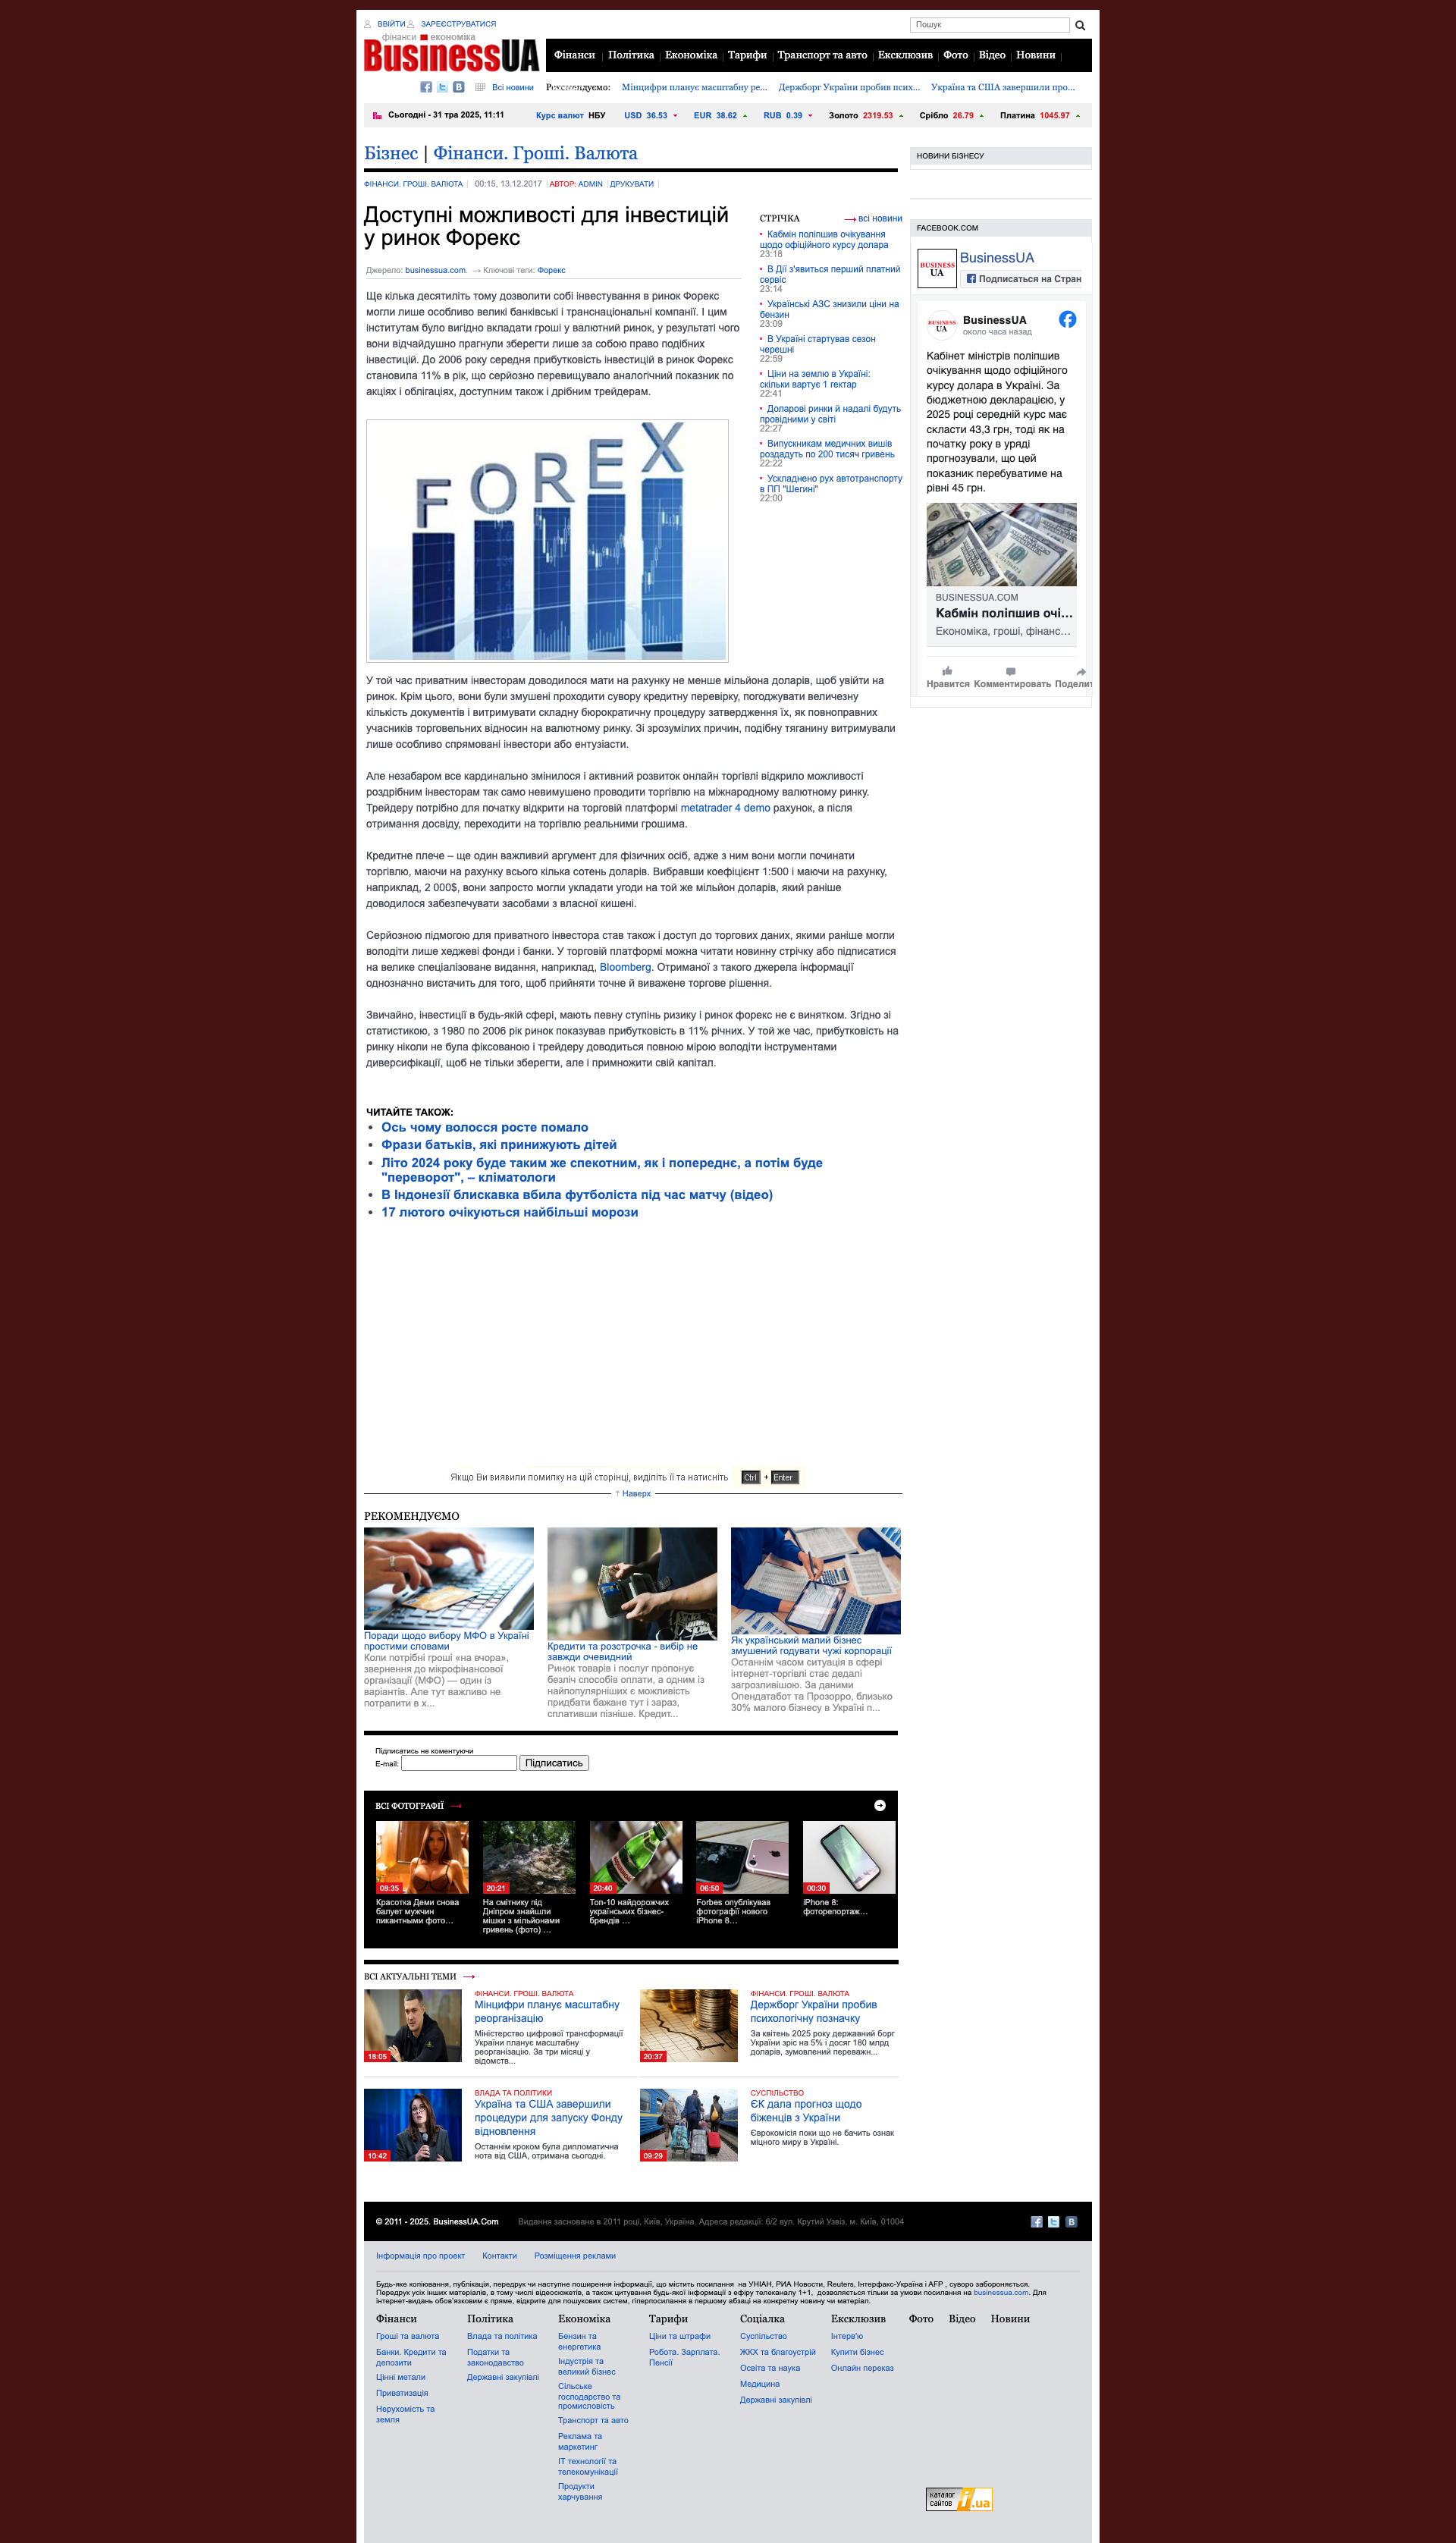 ВВІЙТИ ЗАРЕЄСТРУВАТИСЯ
Пошук
фінанси економіка
BusinessUA
Фінанси Політика Економіка Тарифи Транспорт та авто Ексклюзив Фото Відео Новини
Всі новини Рекомендуємо: Мінцифри планує масштабну ре... Держборг України пробив псих... Україна та США завершили про...
Сьогодні - 31 тра 2025, 11:11 Курс валют НБУ USD 36.53 EUR 38.62 RUB 0.39 Золото 2319.53 Срібло 26.79 Платина 1045.97
Бізнес | Фінанси. Гроші. Валюта
ФІНАНСИ. ГРОШІ. ВАЛЮТА 00:15, 13.12.2017 АВТОР: ADMIN ДРУКУВАТИ
Доступні можливості для інвестицій
у ринок Форекс
Джерело: businessua.com. → Ключові теги: Форекс
Ще кілька десятиліть тому дозволити собі інвестування в ринок Форекс
могли лише особливо великі банківські і транснаціональні компанії. І цим
інститутам було вигідно вкладати гроші у валютний ринок, у результаті чого
вони відчайдушно прагнули зберегти лише за собою право подібних
інвестицій. До 2006 року середня прибутковість інвестицій в ринок Форекс
становила 11% в рік, що серйозно перевищувало аналогічний показник по
акціях і облігаціях, доступним також і дрібним трейдерам.
FOREX
У той час приватним інвесторам доводилося мати на рахунку не менше мільйона доларів, щоб увійти на
ринок. Крім цього, вони були змушені проходити сувору кредитну перевірку, погоджувати величезну
кількість документів і витримувати складну бюрократичну процедуру затвердження їх, як повноправних
учасників торговельних відносин на валютному ринку. Зі зрозумілих причин, подібну тяганину витримували
лише особливо спрямовані інвестори або ентузіасти.
Але незабаром все кардинально змінилося і активний розвиток онлайн торгівлі відкрило можливості
роздрібним інвесторам так само невимушено проводити торгівлю на міжнародному валютному ринку.
Трейдеру потрібно для початку відкрити на торговій платформі metatrader 4 demo рахунок, а після
отримання досвіду, переходити на торгівлю реальними грошима.
Кредитне плече – ще один важливий аргумент для фізичних осіб, адже з ним вони могли починати
торгівлю, маючи на рахунку всього кілька сотень доларів. Вибравши коефіцієнт 1:500 і маючи на рахунку,
наприклад, 2 000$, вони запросто могли укладати угоди на той же мільйон доларів, який раніше
доводилося забезпечувати засобами з власної кишені.
Серйозною підмогою для приватного інвестора став також і доступ до торгових даних, якими раніше могли
володіти лише хеджеві фонди і банки. У торговій платформі можна читати новинну стрічку або підписатися
на велике спеціалізоване видання, наприклад, Bloomberg. Отриманої з такого джерела інформації
однозначно вистачить для того, щоб прийняти точне й виважене торгове рішення.
Звичайно, інвестиції в будь-якій сфері, мають певну ступінь ризику і ринок форекс не є винятком. Згідно зі
статистикою, з 1980 по 2006 рік ринок показував прибутковість в 11% річних. У той же час, прибутковість на
ринку ніколи не була фіксованою і трейдеру доводиться повною мірою володіти інструментами
диверсифікації, щоб не тільки зберегти, але і примножити свій капітал.
ЧИТАЙТЕ ТАКОЖ:
• Ось чому волосся росте помало
• Фрази батьків, які принижують дітей
• Літо 2024 року буде таким же спекотним, як і попереднє, а потім буде
"переворот", – кліматологи
• В Індонезії блискавка вбила футболіста під час матчу (відео)
• 17 лютого очікуються найбільші морози
СТРІЧКА всі новини
Кабмін поліпшив очікування
щодо офіційного курсу долара
23:18
В Дії з'явиться перший платний
сервіс
23:14
Українські АЗС знизили ціни на
бензин
23:09
В Україні стартував сезон
черешні
22:59
Ціни на землю в Україні:
скільки вартує 1 гектар
22:41
Доларові ринки й надалі будуть
провідними у світі
22:27
Випускникам медичних вишів
роздадуть по 200 тисяч гривень
22:22
Ускладнено рух автотранспорту
в ПП "Шегині"
22:00
НОВИНИ БІЗНЕСУ
FACEBOOK.COM
BUSINESS
UA
BusinessUA
Подписаться на Стран
BUSINESS
UA
BusinessUA
около часа назад
Кабінет міністрів поліпшив
очікування щодо офіційного
курсу долара в Україні. За
бюджетною декларацією, у
2025 році середній курс має
скласти 43,3 грн, тоді як на
початку року в уряді
прогнозували, що цей
показник перебуватиме на
рівні 45 грн.
BUSINESSUA.COM
Кабмін поліпшив очі...
Економіка, гроші, фінанс...
Нравится Комментировать Поделит
Якщо Ви виявили помилку на цій сторінці, виділіть її та натисніть Ctrl + Enter
↑ Наверх
РЕКОМЕНДУЄМО
Поради щодо вибору МФО в Україні
простими словами
Коли потрібні гроші «на вчора»,
звернення до мікрофінансової
організації (МФО) — один із
варіантів. Але тут важливо не
потрапити в х...
Кредити та розстрочка - вибір не
завжди очевидний
Ринок товарів і послуг пропонує
безліч способів оплати, а одним із
найпопулярніших є можливість
придбати бажане тут і зараз,
сплативши пізніше. Кредит...
Як український малий бізнес
змушений годувати чужі корпорації
Останнім часом ситуація в сфері
інтернет-торгівлі стає дедалі
загрозливішою. За даними
Опендатабот та Прозорро, близько
30% малого бізнесу в Україні п...
Підписатись не коментуючи
E-mail: Підписатись
ВСІ ФОТОГРАФІЇ
08:35
Красотка Деми снова
балует мужчин
пикантными фото...
20:21
На смітнику під
Дніпром знайшли
мішки з мільйонами
гривень (фото) ...
20:40
Топ-10 найдорожчих
українських бізнес-
брендів ...
06:50
Forbes опублікував
фотографії нового
iPhone 8...
00:30
iPhone 8:
фоторепортаж...
ВСІ АКТУАЛЬНІ ТЕМИ
18:05
ФІНАНСИ. ГРОШІ. ВАЛЮТА
Мінцифри планує масштабну
реорганізацію
Міністерство цифрової трансформації
України планує масштабну
реорганізацію. За три місяці у
відомств...
20:37
ФІНАНСИ. ГРОШІ. ВАЛЮТА
Держборг України пробив
психологічну позначку
За квітень 2025 року державний борг
України зріс на 5% і досяг 180 млрд
доларів, зумовлений переважн...
10:42
ВЛАДА ТА ПОЛІТИКИ
Україна та США завершили
процедури для запуску Фонду
відновлення
Останнім кроком була дипломатична
нота від США, отримана сьогодні.
09:29
СУСПІЛЬСТВО
ЄК дала прогноз щодо
біженців з України
Єврокомісія поки що не бачить ознак
міцного миру в Україні.
© 2011 - 2025. BusinessUA.Com Видання засноване в 2011 році, Київ, Україна. Адреса редакції: 6/2 вул. Крутий Узвіз, м. Київ, 01004
Інформація про проект Контакти Розміщення реклами
Будь-яке копіювання, публікація, передрук чи наступне поширення інформації, що містить посилання на УНІАН, РИА Новости, Reuters, Інтерфакс-Україна і AFP , суворо забороняється.
Передрук усіх інших матеріалів, в тому числі відеосюжетів, а також цитування будь-якої інформації з ефіру телеканалу 1+1, дозволяється тільки за умови посилання на businessua.com. Для
інтернет-видань обов'язковим є пряме, відкрите для пошукових систем, гіперпосилання в першому абзаці на конкретну новину чи матеріал.
Фінанси
Гроші та валюта
Банки. Кредити та
депозити
Цінні метали
Приватизація
Нерухомість та
земля
Політика
Влада та політика
Податки та
законодавство
Державні закупівлі
Економіка
Бензин та
енергетика
Індустрія та
великий бізнес
Сільське
господарство та
промисловість
Транспорт та авто
Реклама та
маркетинг
IT технології та
телекомунікації
Продукти
харчування
Тарифи
Ціни та штрафи
Робота. Зарплата.
Пенсії
Соціалка
Суспільство
ЖКХ та благоустрій
Освіта та наука
Медицина
Державні закупівлі
Ексклюзив
Інтерв'ю
Купити бізнес
Онлайн переказ
Фото Відео Новини
каталог
сайтов
i.ua